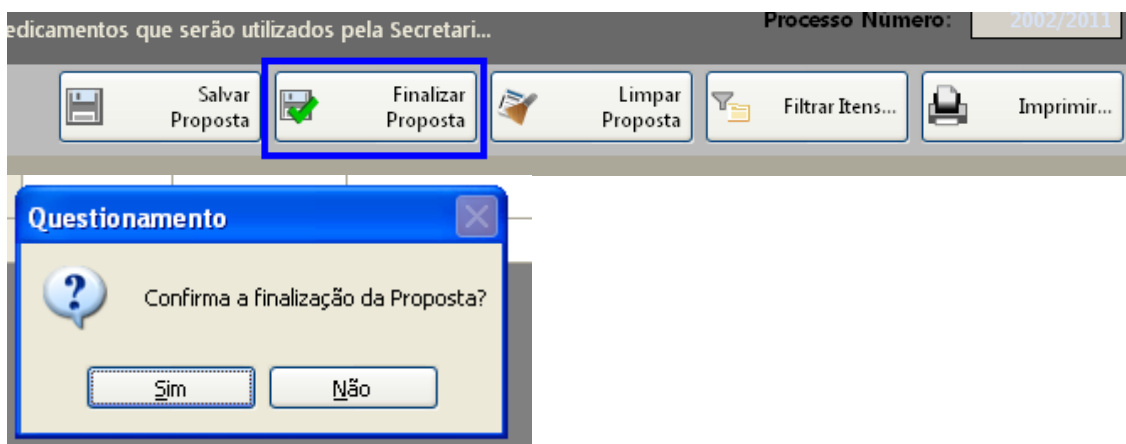 edicamentos que serão utilizados pela Secretari...
Processo Número: 2002/2011
Salvar
Proposta
Finalizar
Proposta
Limpar
Proposta
Filtrar Itens...
Imprimir...
Questionamento
Confirma a finalização da Proposta?
Sim
Não